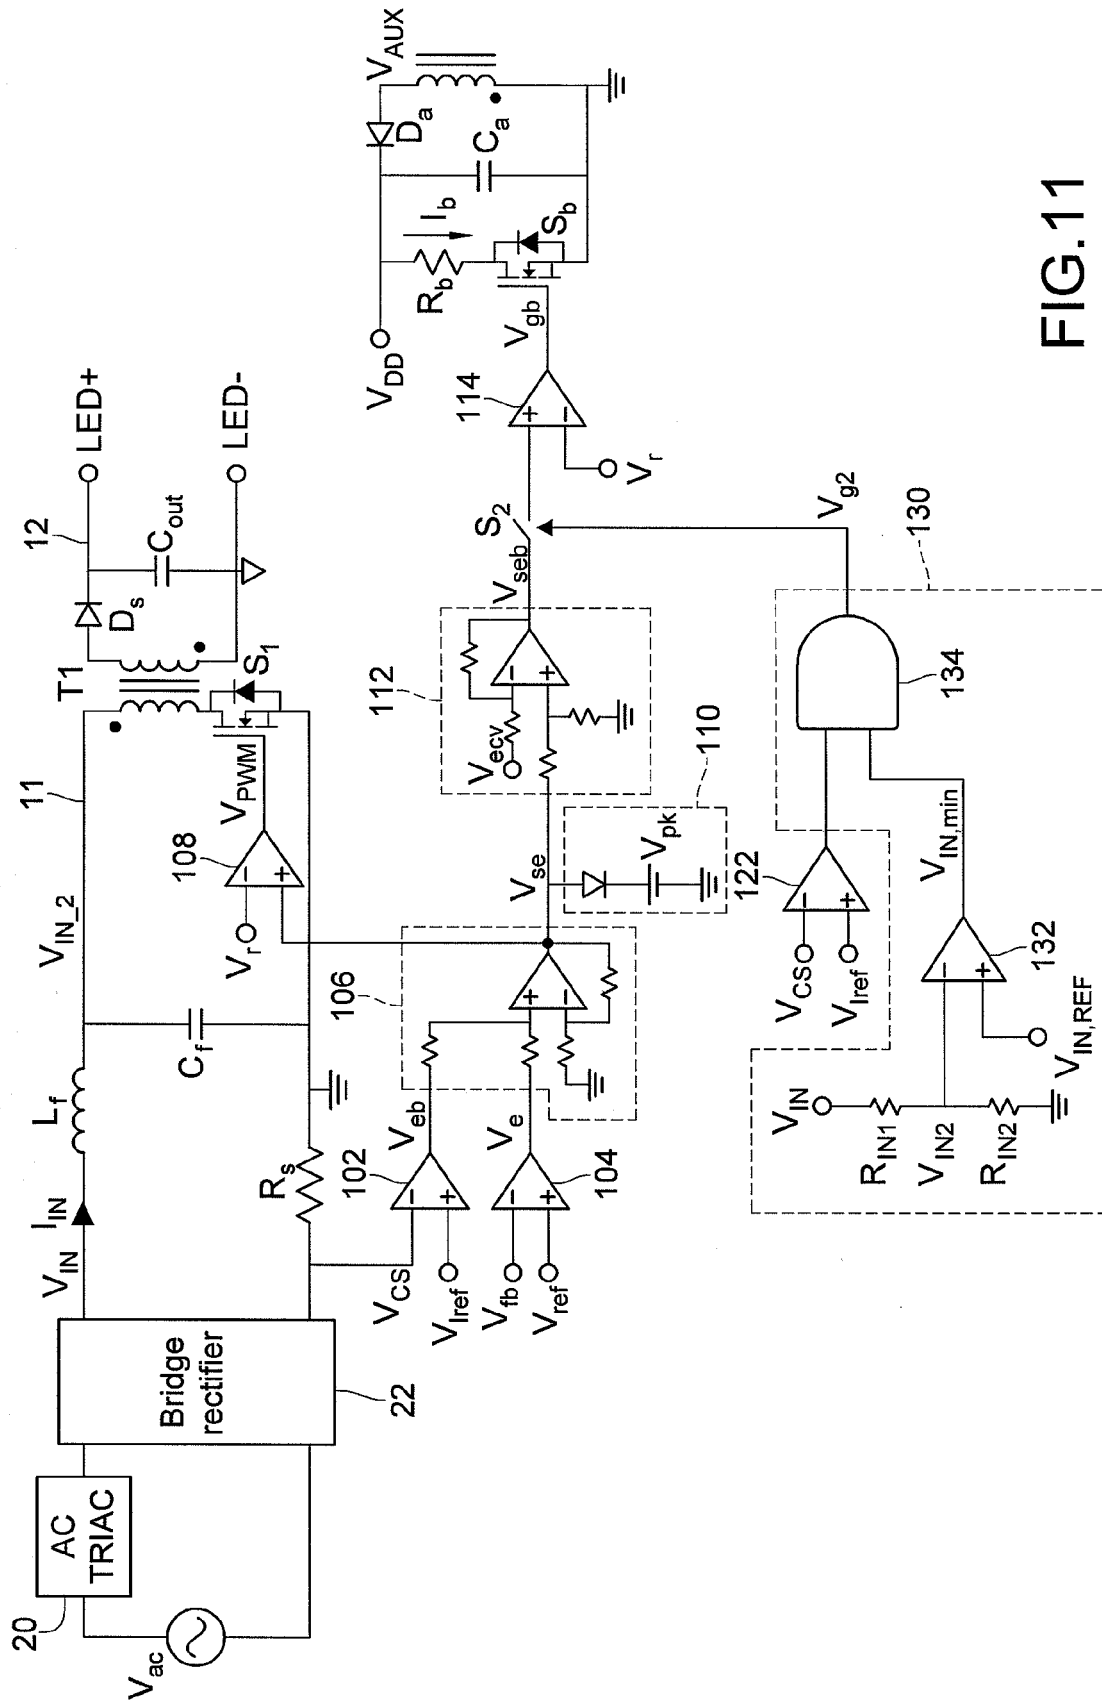 V_ac
20
AC
TRIAC
Bridge
rectifier
22
V_IN
I_IN
L_f
V_IN_2
11
T1
D_s
12
C_out
LED+
LED-
C_f
R_s
V_r
108
−
+
V_PWM
S_1
V_CS
V_Iref
102
−
+
V_eb
V_fb
V_ref
104
−
+
V_e
106
+
−
V_se
110
V_pk
112
V_ecv
−
+
V_seb
S_2
114
+
−
V_r
V_gb
V_DD
R_b
I_b
S_b
C_a
D_a
V_AUX
V_IN
R_IN1
V_IN2
R_IN2
V_CS
V_Iref
122
−
+
V_IN,REF
132
−
+
V_IN,min
134
130
V_g2
FIG.11